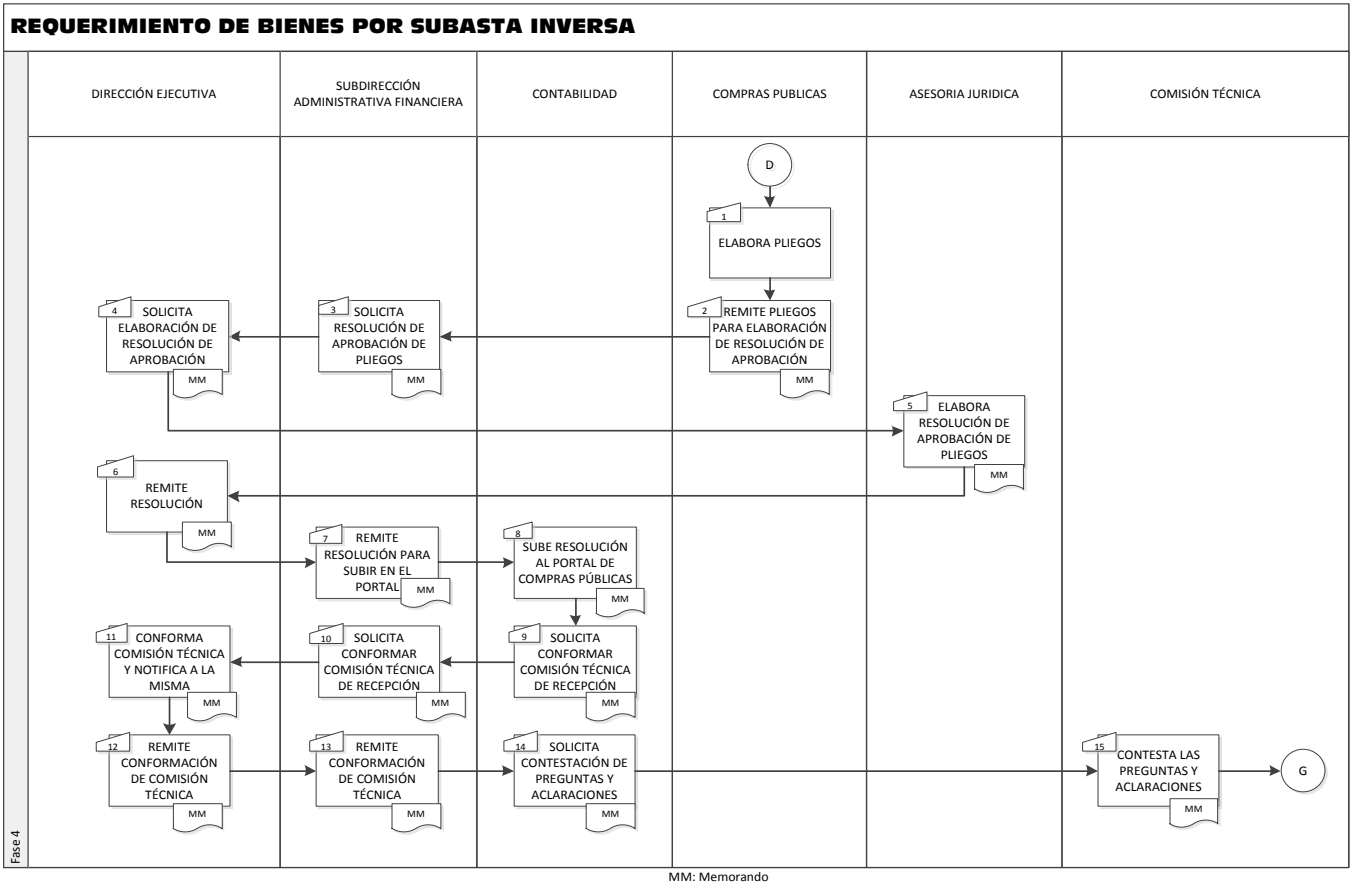 REQUERIMIENTO DE BIENES POR SUBASTA INVERSA
DIRECCIÓN EJECUTIVA
SUBDIRECCIÓN
ADMINISTRATIVA FINANCIERA
CONTABILIDAD
COMPRAS PUBLICAS
ASESORIA JURIDICA
COMISIÓN TÉCNICA
D
1
ELABORA PLIEGOS
4
SOLICITA
ELABORACIÓN DE
RESOLUCIÓN DE
APROBACIÓN
MM
3
SOLICITA
RESOLUCIÓN DE
APROBACIÓN DE
PLIEGOS
MM
2
REMITE PLIEGOS
PARA ELABORACIÓN
DE RESOLUCIÓN DE
APROBACIÓN
MM
5
ELABORA
RESOLUCIÓN DE
APROBACIÓN DE
PLIEGOS
MM
6
REMITE
RESOLUCIÓN
MM
7
REMITE
RESOLUCIÓN PARA
SUBIR EN EL
PORTAL
MM
8
SUBE RESOLUCIÓN
AL PORTAL DE
COMPRAS PÚBLICAS
MM
11
CONFORMA
COMISIÓN TÉCNICA
Y NOTIFICA A LA
MISMA
MM
10
SOLICITA
CONFORMAR
COMISIÓN TÉCNICA
DE RECEPCIÓN
MM
9
SOLICITA
CONFORMAR
COMISIÓN TÉCNICA
DE RECEPCIÓN
MM
12
REMITE
CONFORMACIÓN
DE COMISIÓN
TÉCNICA
MM
13
REMITE
CONFORMACIÓN
DE COMISIÓN
TÉCNICA
MM
14
SOLICITA
CONTESTACIÓN DE
PREGUNTAS Y
ACLARACIONES
MM
15
CONTESTA LAS
PREGUNTAS Y
ACLARACIONES
MM
G
Fase 4
MM: Memorando